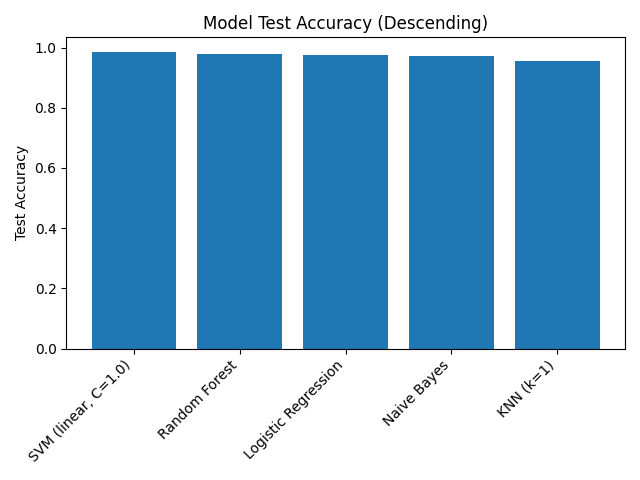 Model Test Accuracy (Descending)
Test Accuracy
1.0
0.8
0.6
0.4
0.2
0.0
SVM (linear, C=1.0)
Random Forest
Logistic Regression
Naive Bayes
KNN (k=1)